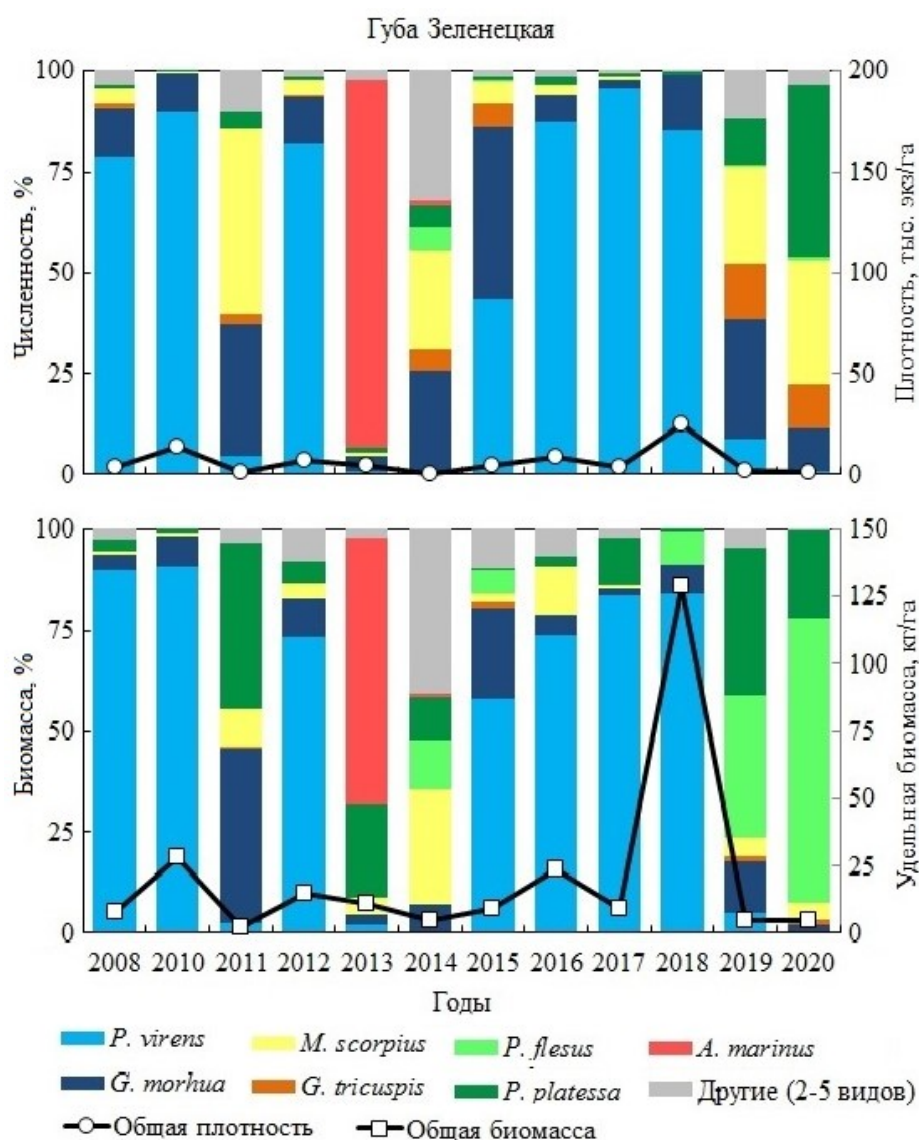 Губа Зеленецкая
Численность, %
100
75
50
25
0
200
150
100
50
0
Плотность, тыс. экз/га
Биомасса, %
100
75
50
25
0
150
125
100
75
50
25
0
Удельная биомасса, кг/га
2008 2010 2011 2012 2013 2014 2015 2016 2017 2018 2019 2020
Годы
P. virens M. scorpius P. flesus A. marinus
G. morhua G. tricuspis P. platessa Другие (2-5 видов)
Общая плотность Общая биомасса